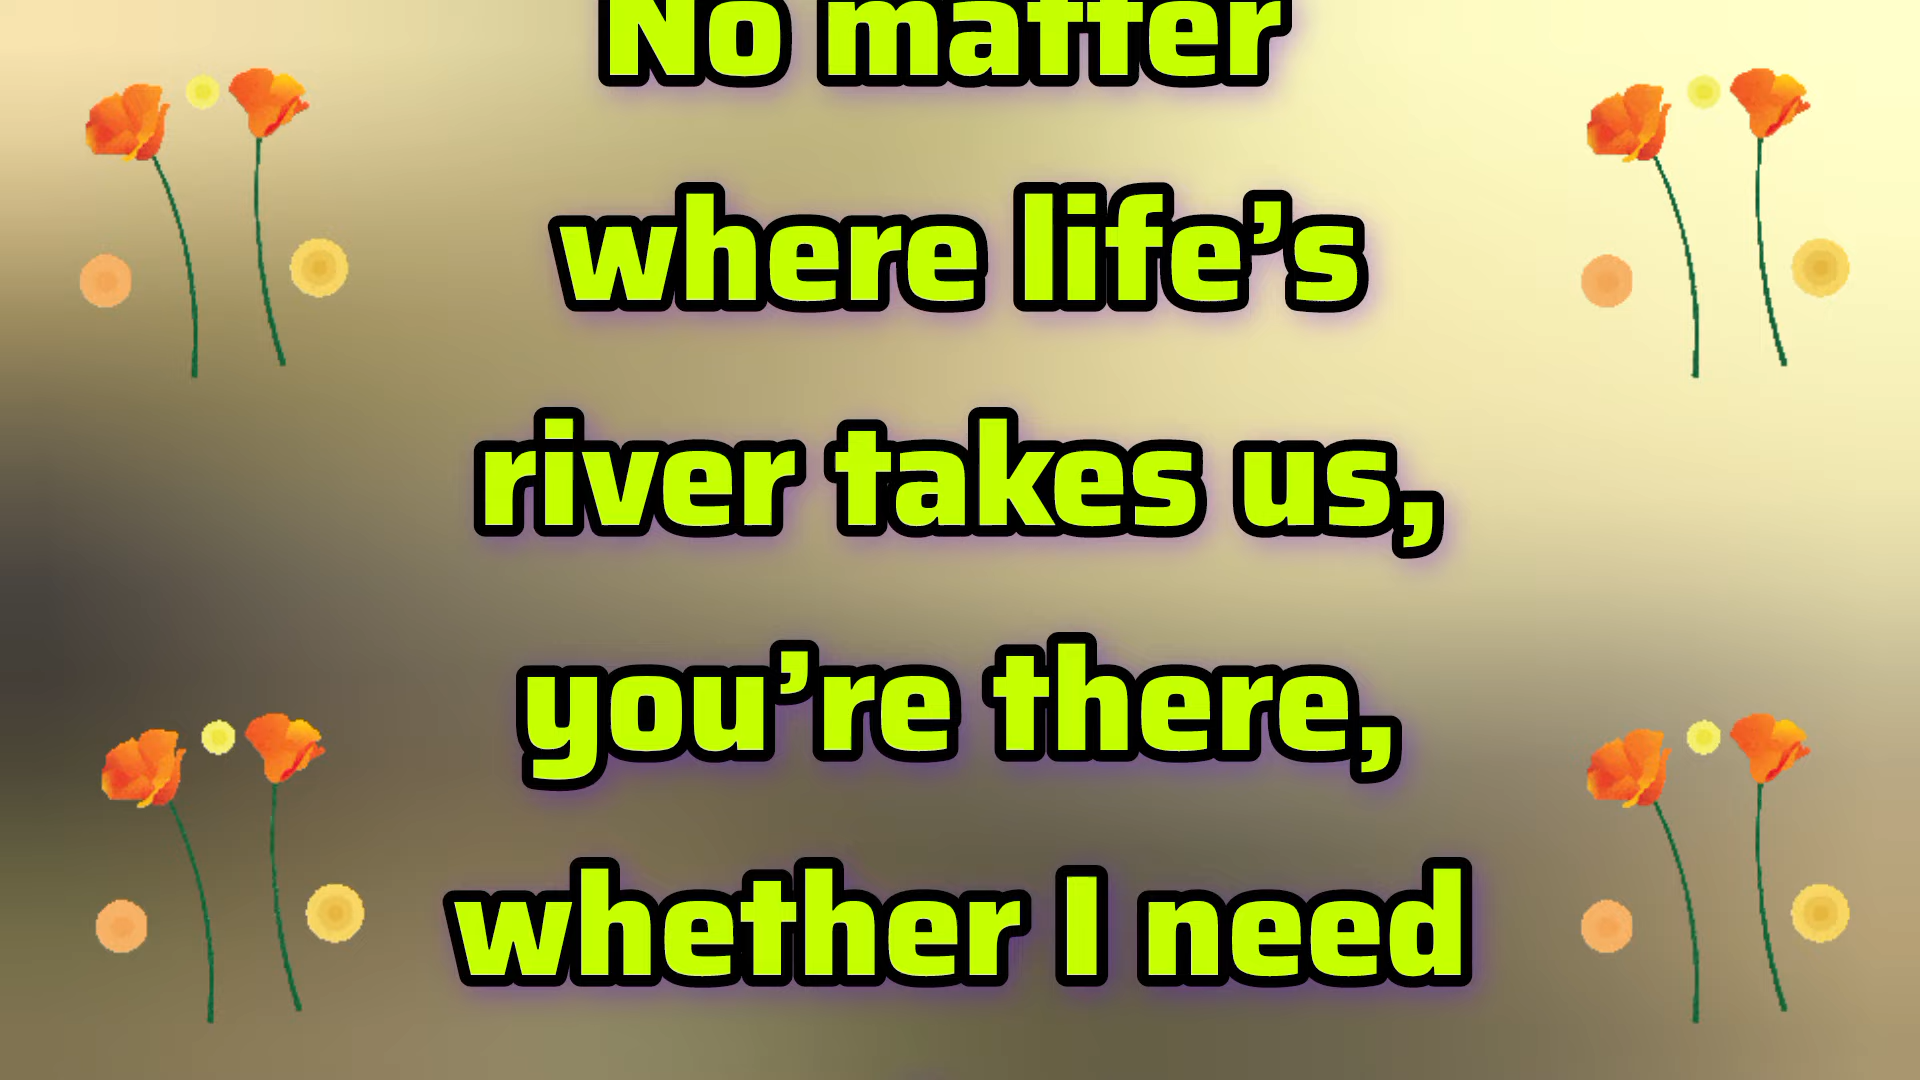 No matter
where life’s
river takes us,
you’re there,
whether I need